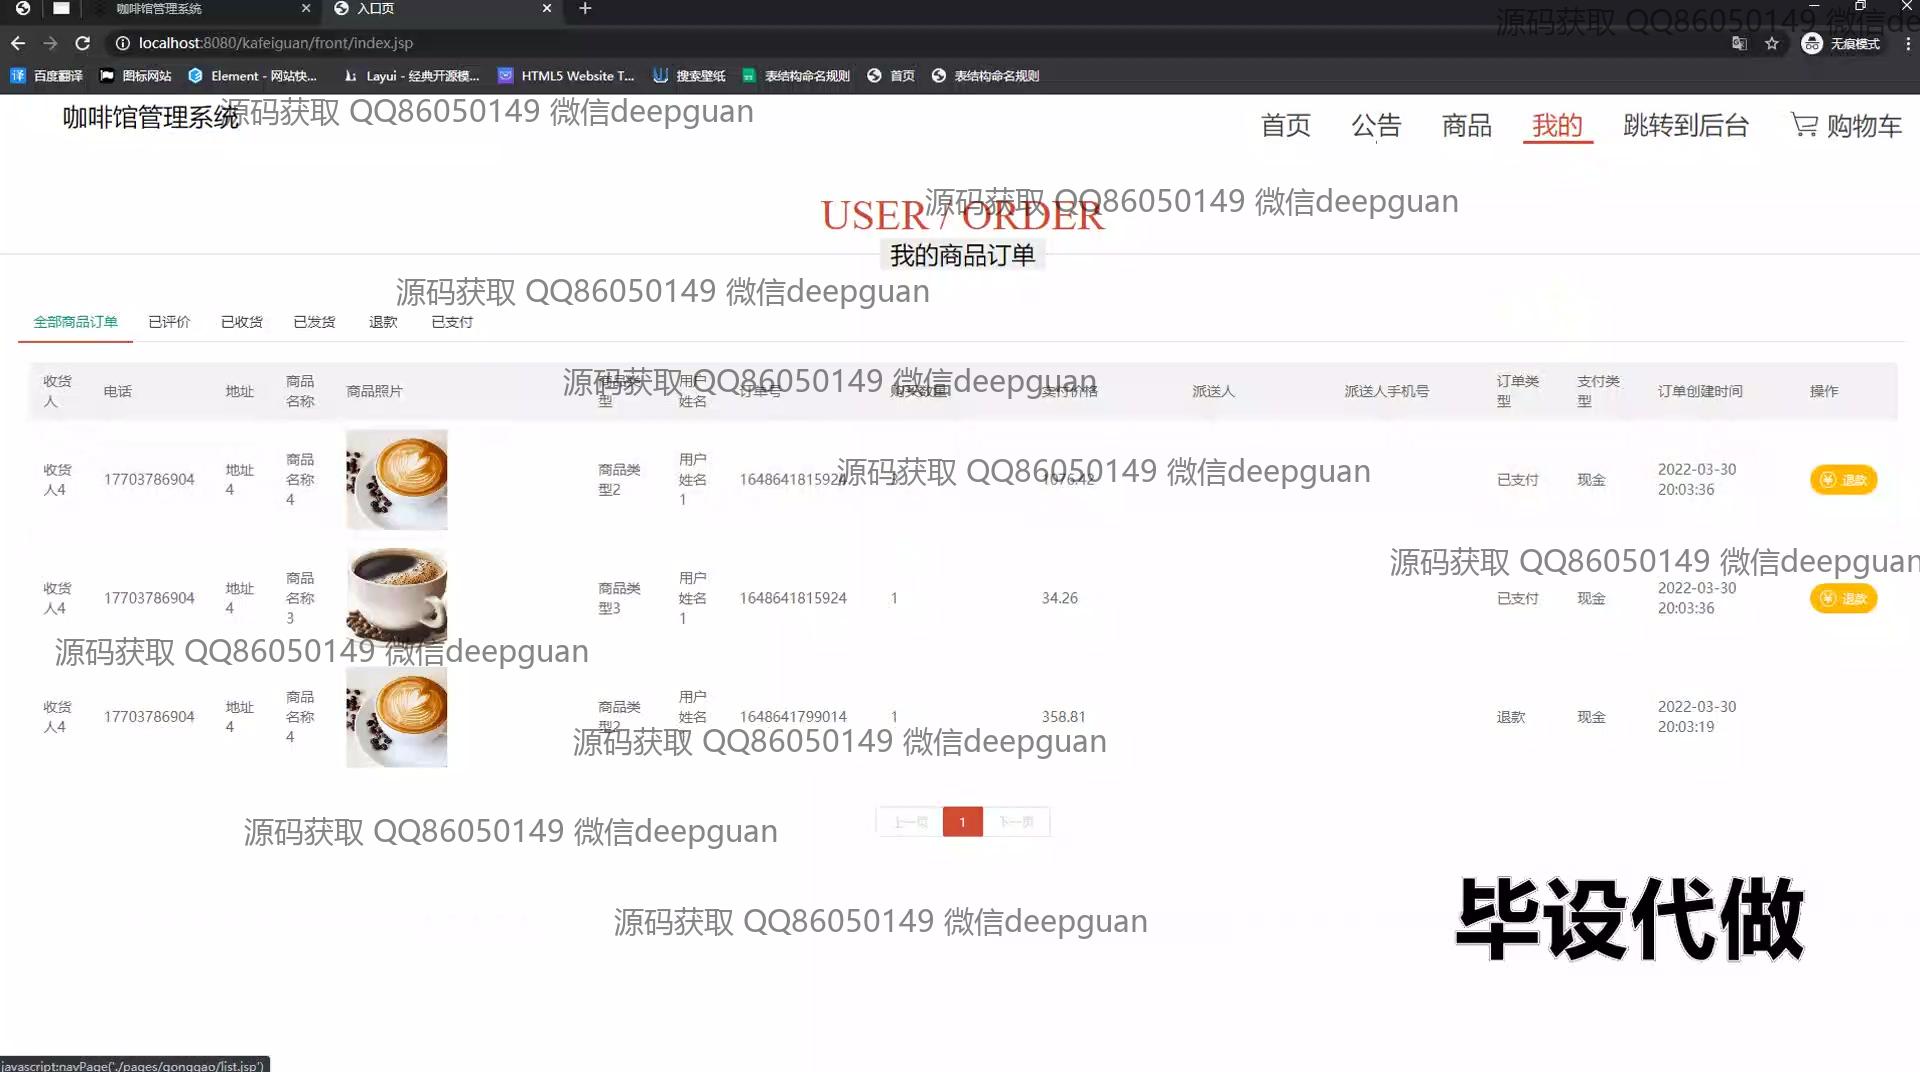 咖啡馆管理系统
入口页
localhost:8080/kafeiguan/front/index.jsp
无痕模式
百度翻译
图标网站
Element - 网站快...
Layui - 经典开源模...
HTML5 Website T...
搜索壁纸
表结构命名规则
首页
表结构命名规则
源码获取 QQ86050149 微信de
咖啡馆管理系统
源码获取 QQ86050149 微信deepguan
首页 公告 商品 我的 跳转到后台 购物车
源码获取 QQ86050149 微信deepguan
USER / ORDER
我的商品订单
源码获取 QQ86050149 微信deepguan
全部商品订单 已评价 已收货 已发货 退款 已支付
源码获取 QQ86050149 微信deepguan
收货人 电话 地址 商品名称 商品照片 商品类型 用户姓名 订单号 购买数量 支付价格 派送人 派送人手机号 订单类型 支付类型 订单创建时间 操作
源码获取 QQ86050149 微信deepguan
收货人4 17703786904 地址4 商品名称4 商品类型2 用户姓名1 1648641815924 1076.42 已支付 现金 2022-03-30 20:03:36 退款
源码获取 QQ86050149 微信deepguan
收货人4 17703786904 地址4 商品名称3 商品类型3 用户姓名1 1648641815924 1 34.26 已支付 现金 2022-03-30 20:03:36 退款
源码获取 QQ86050149 微信deepguan
收货人4 17703786904 地址4 商品名称4 商品类型2 用户姓名 1648641799014 1 358.81 退款 现金 2022-03-30 20:03:19
源码获取 QQ86050149 微信deepguan
上一页 1 下一页
源码获取 QQ86050149 微信deepguan
毕设代做
源码获取 QQ86050149 微信deepguan
javascript:navPage('./pages/gonggao/list.jsp')